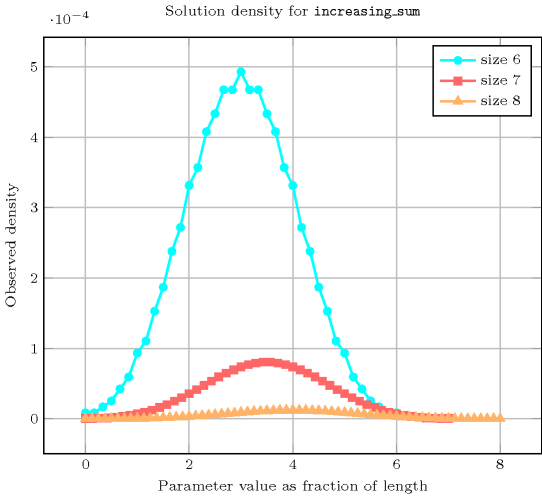 Solution density for increasing_sum
·10⁻⁴
size 6
size 7
size 8
5
4
3
2
1
0
Observed density
0 2 4 6 8
Parameter value as fraction of length